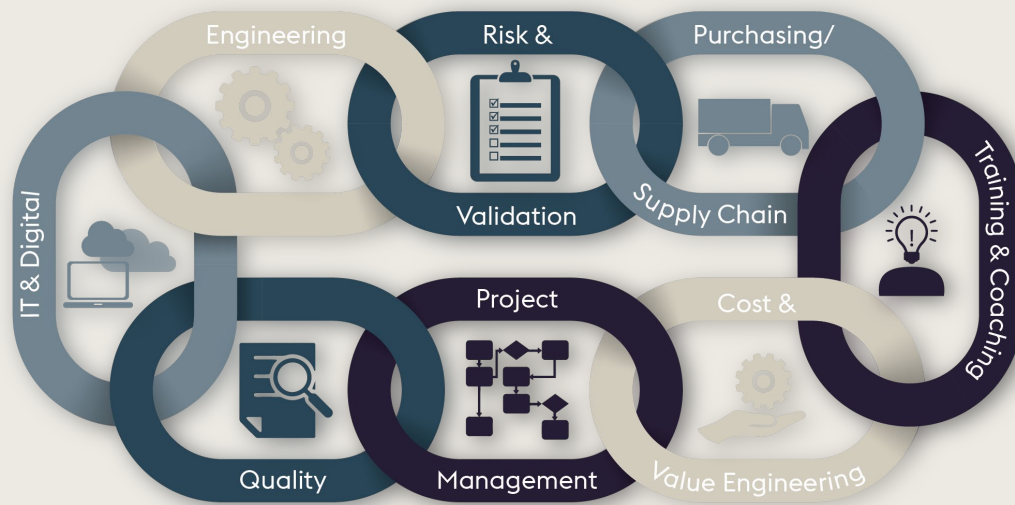 Engineering
Risk &
Validation
Purchasing/
Supply Chain
Training & Coaching
IT & Digital
Quality
Project
Management
Cost &
Value Engineering